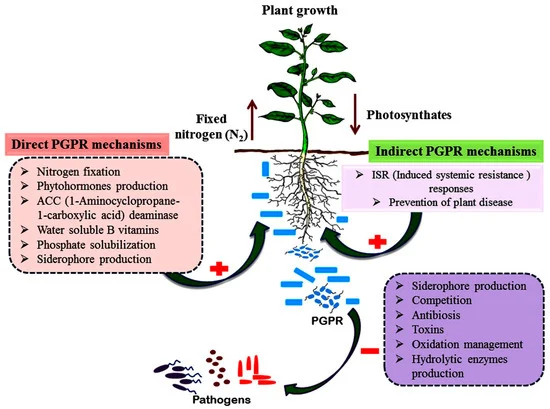 Plant growth
Fixed
nitrogen (N₂)
Photosynthates
Direct PGPR mechanisms
Nitrogen fixation
Phytohormones production
ACC (1-Aminocyclopropane-
1-carboxylic acid) deaminase
Water soluble B vitamins
Phosphate solubilization
Siderophore production
Indirect PGPR mechanisms
ISR (Induced systemic resistance )
responses
Prevention of plant disease
PGPR
Siderophore production
Competition
Antibiosis
Toxins
Oxidation management
Hydrolytic enzymes
production
Pathogens